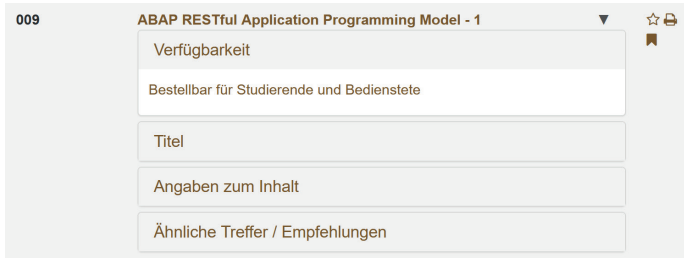 009 ABAP RESTful Application Programming Model - 1
Verfügbarkeit
Bestellbar für Studierende und Bedienstete
Titel
Angaben zum Inhalt
Ähnliche Treffer / Empfehlungen